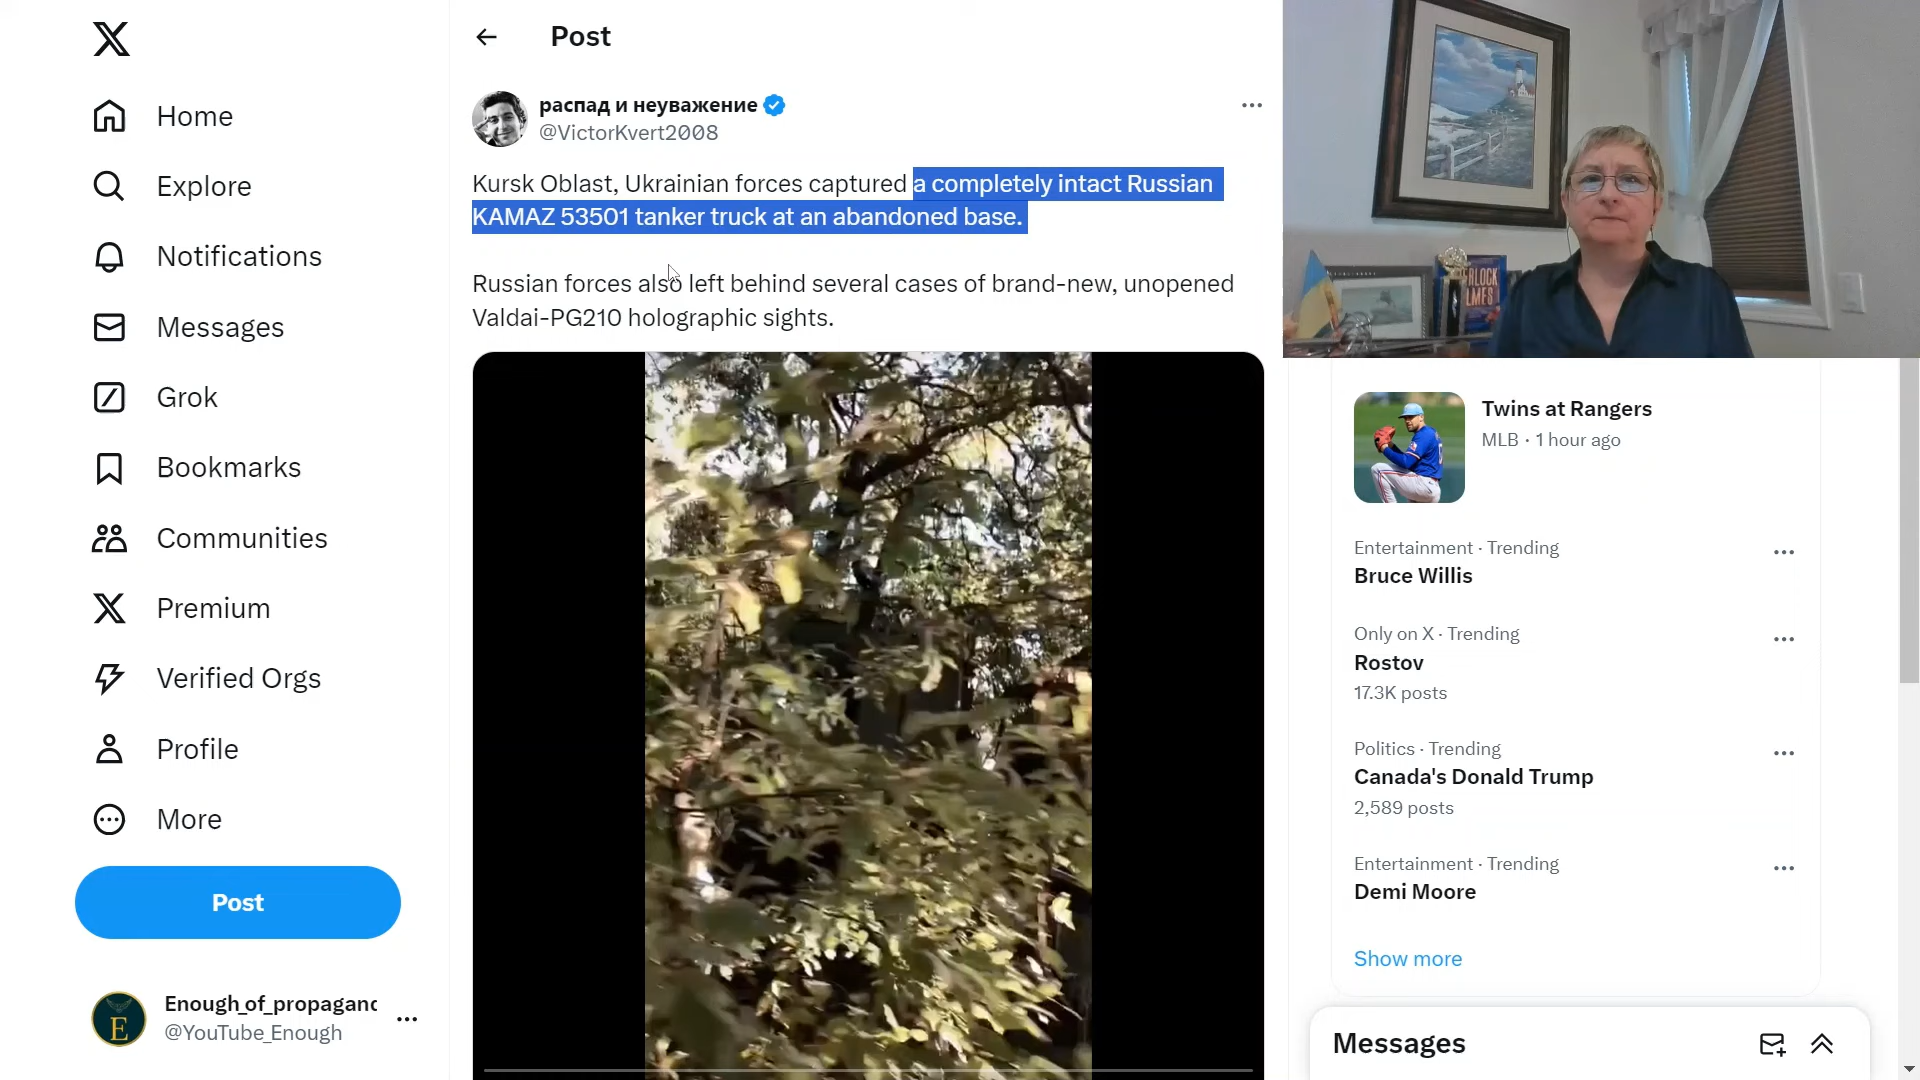 Post
распад и неуважение
@VictorKvert2008
Kursk Oblast, Ukrainian forces captured a completely intact Russian
KAMAZ 53501 tanker truck at an abandoned base.
Russian forces also left behind several cases of brand-new, unopened
Valdai-PG210 holographic sights.
Home
Explore
Notifications
Messages
Grok
Bookmarks
Communities
Premium
Verified Orgs
Profile
More
Post
E
Enough_of_propagand
@YouTube_Enough
Twins at Rangers
MLB · 1 hour ago
Entertainment · Trending
Bruce Willis
Only on X · Trending
Rostov
17.3K posts
Politics · Trending
Canada's Donald Trump
2,589 posts
Entertainment · Trending
Demi Moore
Show more
Messages